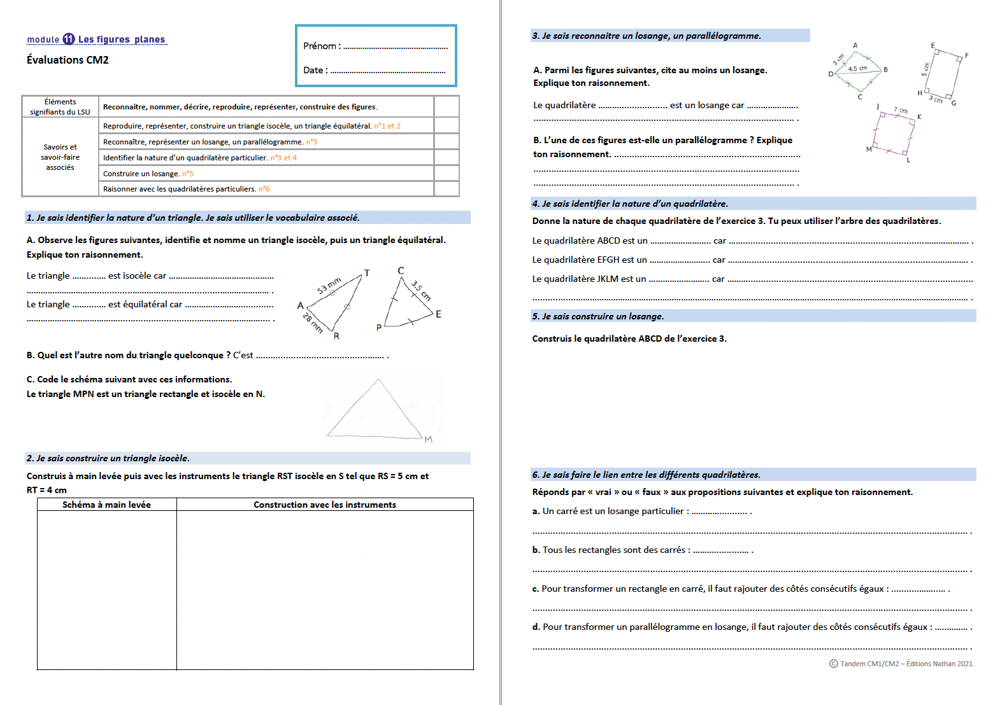 module 11 Les figures planes
Évaluations CM2
Prénom : ................................................
Date : .....................................................
Éléments signifiants du LSU
Reconnaitre, nommer, décrire, reproduire, représenter, construire des figures.
Savoirs et savoir-faire associés
Reproduire, représenter, construire un triangle isocèle, un triangle équilatéral. n°1 et 2
Reconnaître, représenter un losange, un parallélogramme. n°3
Identifier la nature d’un quadrilatère particulier. n°3 et 4
Construire un losange. n°5
Raisonner avec les quadrilatères particuliers. n°6
1. Je sais identifier la nature d’un triangle. Je sais utiliser le vocabulaire associé.
A. Observe les figures suivantes, identifie et nomme un triangle isocèle, puis un triangle équilatéral.
Explique ton raisonnement.
Le triangle .............. est isocèle car ...........................................
.................................................................................................... .
Le triangle .............. est équilatéral car ....................................
.................................................................................................... .
T
53 mm
A
28 mm
R
C
3,5 cm
E
P
B. Quel est l’autre nom du triangle quelconque ? C’est ..................................................... .
C. Code le schéma suivant avec ces informations.
Le triangle MPN est un triangle rectangle et isocèle en N.
M
2. Je sais construire un triangle isocèle.
Construis à main levée puis avec les instruments le triangle RST isocèle en S tel que RS = 5 cm et
RT = 4 cm
Schéma à main levée
Construction avec les instruments
3. Je sais reconnaitre un losange, un parallélogramme.
A. Parmi les figures suivantes, cite au moins un losange.
Explique ton raisonnement.
Le quadrilatère ............................ est un losange car .....................
........................................................................................................... .
B. L’une de ces figures est-elle un parallélogramme ? Explique
ton raisonnement. ............................................................................
............................................................................................................
........................................................................................................... .
A
3 cm
4,5 cm
D
B
C
E
F
5 cm
H
3 cm
G
J
7 cm
K
M
L
4. Je sais identifier la nature d’un quadrilatère.
Donne la nature de chaque quadrilatère de l’exercice 3. Tu peux utiliser l’arbre des quadrilatères.
Le quadrilatère ABCD est un ......................... car .................................................................................................. .
Le quadrilatère EFGH est un ......................... car .................................................................................................. .
Le quadrilatère JKLM est un ......................... car ....................................................................................................
.................................................................................................................................................................................. .
5. Je sais construire un losange.
Construis le quadrilatère ABCD de l’exercice 3.
6. Je sais faire le lien entre les différents quadrilatères.
Réponds par « vrai » ou « faux » aux propositions suivantes et explique ton raisonnement.
a. Un carré est un losange particulier : ....................... .
.................................................................................................................................................................................. .
b. Tous les rectangles sont des carrés : ....................... .
.................................................................................................................................................................................. .
c. Pour transformer un rectangle en carré, il faut rajouter des côtés consécutifs égaux : ...................... .
.................................................................................................................................................................................. .
d. Pour transformer un parallélogramme en losange, il faut rajouter des côtés consécutifs égaux : ............. .
.................................................................................................................................................................................. .
© Tandem CM1/CM2 – Éditions Nathan 2021.